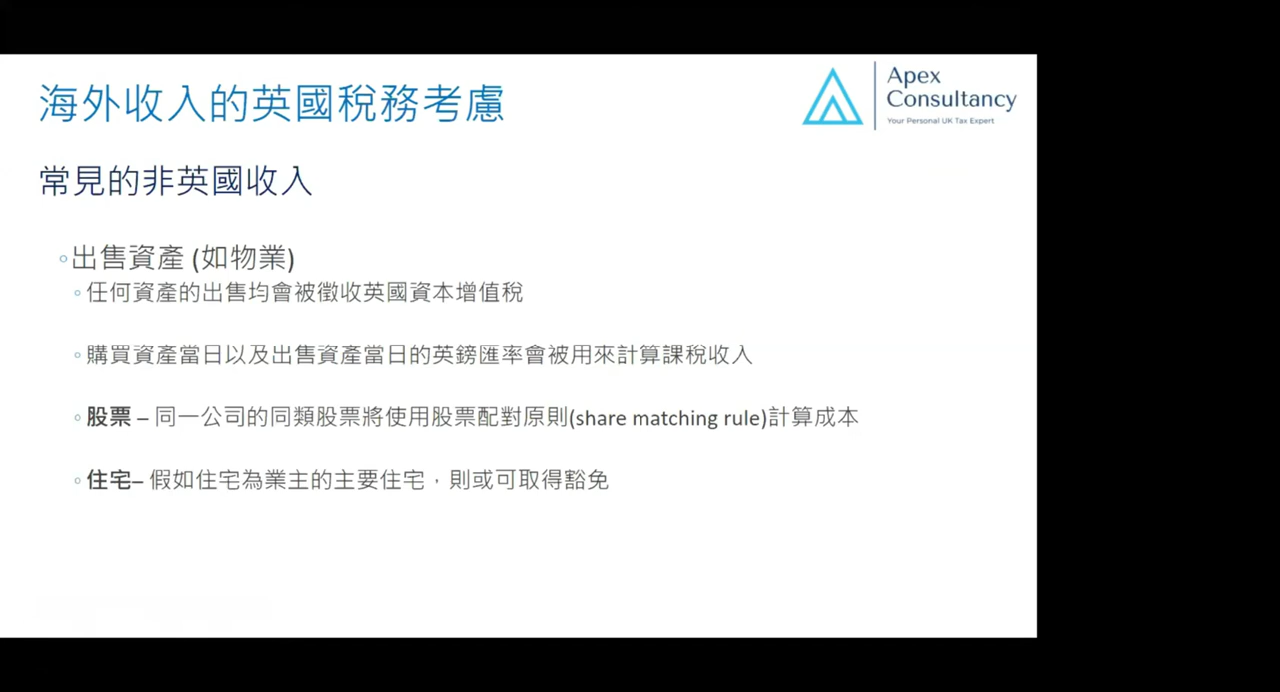 海外收入的英國稅務考慮
Apex
Consultancy
Your Personal UK Tax Expert
常見的非英國收入
◦出售資產 (如物業)
◦任何資產的出售均會被徵收英國資本增值稅
◦購買資產當日以及出售資產當日的英鎊匯率會被用來計算課稅收入
◦股票 – 同一公司的同類股票將使用股票配對原則(share matching rule)計算成本
◦住宅– 假如住宅為業主的主要住宅，則或可取得豁免